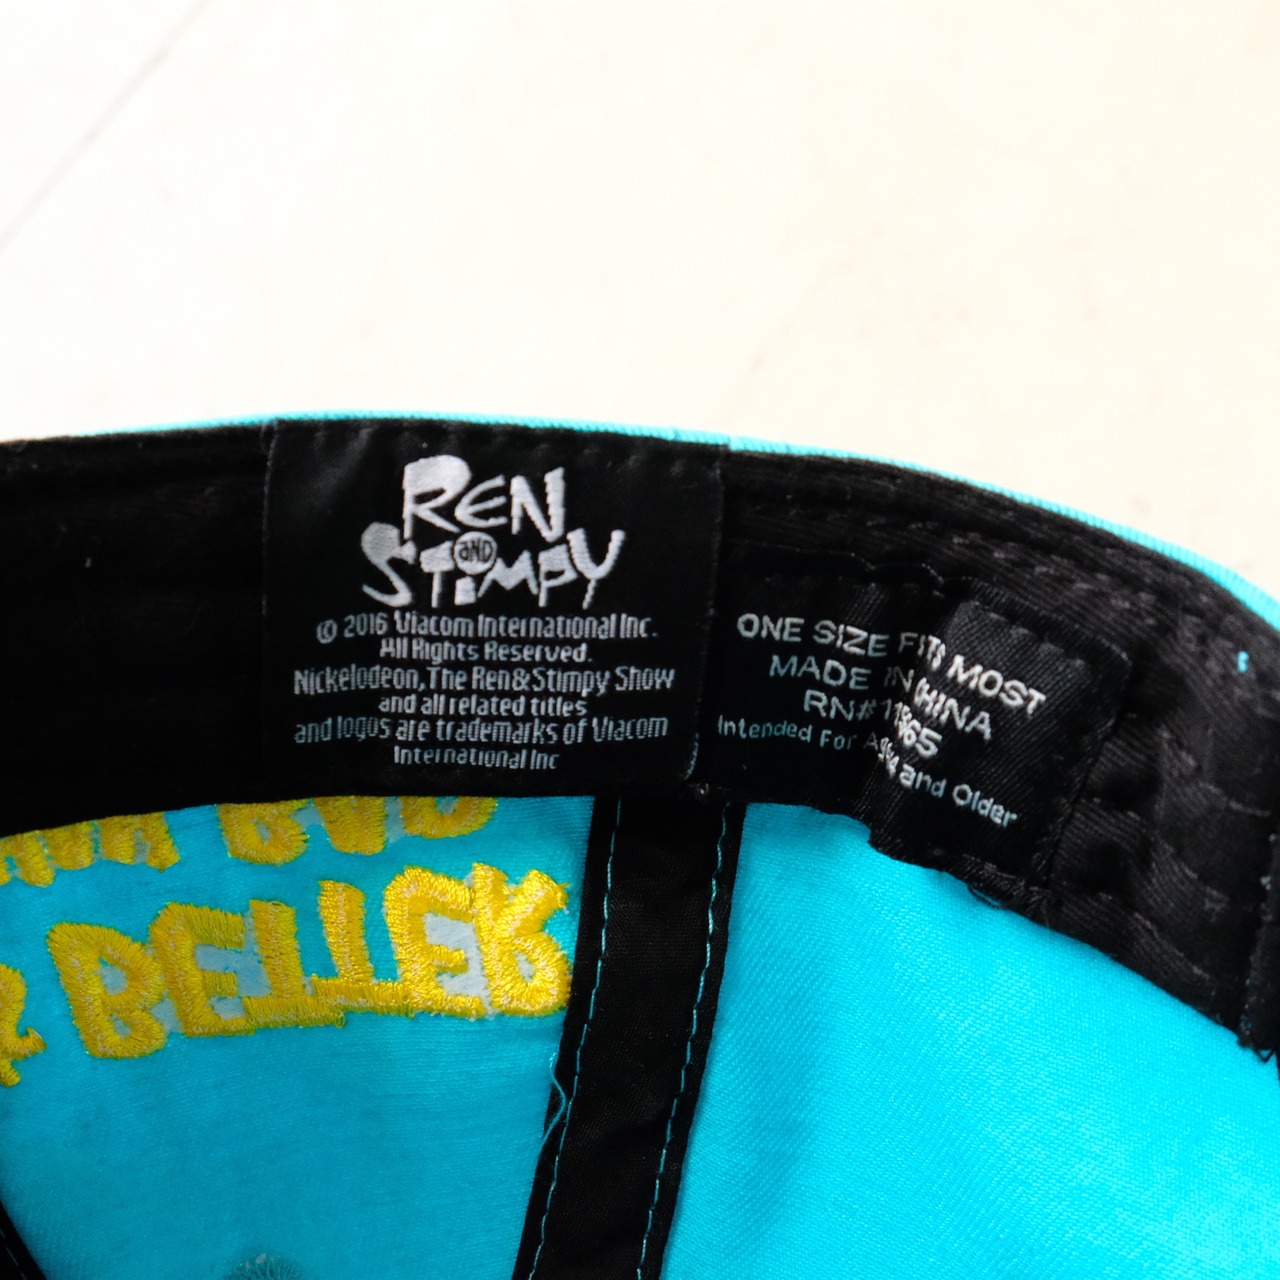 REN
AND
STIMPY
© 2016 Viacom International Inc.
All Rights Reserved.
Nickelodeon, The Ren & Stimpy Show
and all related titles
and logos are trademarks of Viacom
International Inc
ONE SIZE FITS MOST
MADE IN CHINA
RN#
Intended For Age and Older